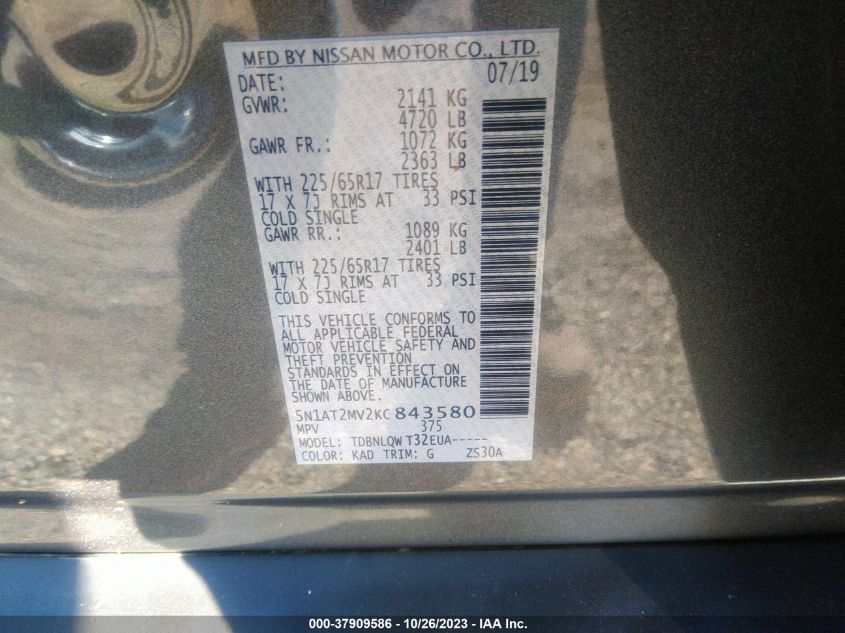 MFD BY NISSAN MOTOR CO., LTD.
DATE: 07/19
GVWR: 2141 KG
4720 LB
GAWR FR.: 1072 KG
2363 LB
WITH 225/65R17 TIRES
17 X 7J RIMS AT 33 PSI
COLD SINGLE
GAWR RR.: 1089 KG
2401 LB
WITH 225/65R17 TIRES
17 X 7J RIMS AT 33 PSI
COLD SINGLE
THIS VEHICLE CONFORMS TO
ALL APPLICABLE FEDERAL
MOTOR VEHICLE SAFETY AND
THEFT PREVENTION
STANDARDS IN EFFECT ON
THE DATE OF MANUFACTURE
SHOWN ABOVE.
5N1AT2MV2KC843580
MPV 375
MODEL: TDBNLQW T32EUA-----
COLOR: KAD TRIM: G ZS30A
000-37909586 - 10/26/2023 - IAA Inc.